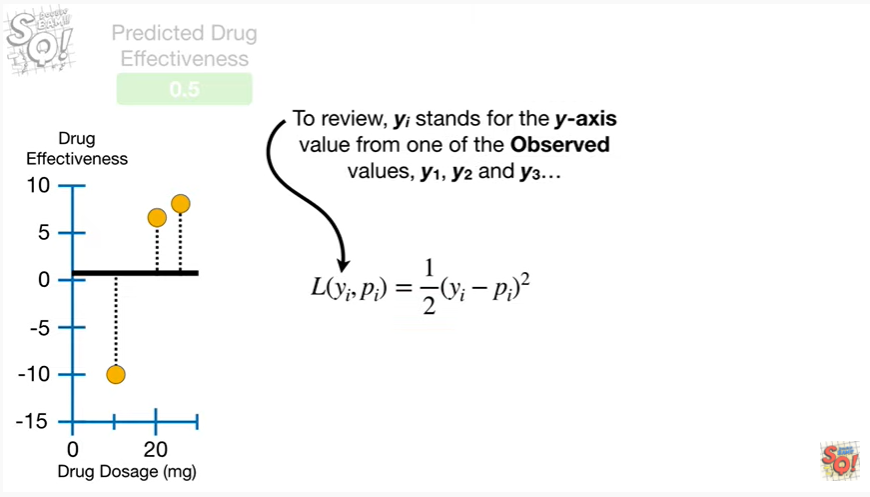 Predicted Drug
Effectiveness
0.5
To review, yi stands for the y-axis
value from one of the Observed
values, y1, y2 and y3...
Drug
Effectiveness
10
5
0
-5
-10
-15
0
20
Drug Dosage (mg)
L(yi, pi) = 1/2 (yi − pi)²